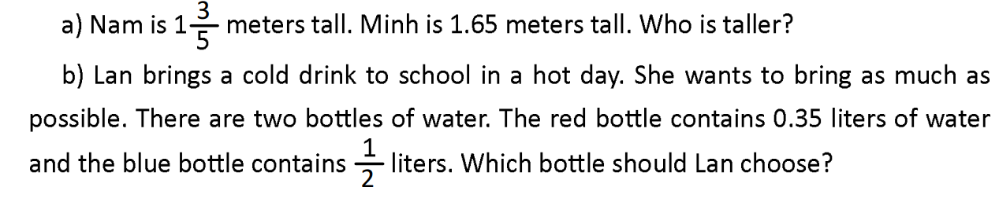 a) Nam is 1 3/5 meters tall. Minh is 1.65 meters tall. Who is taller?
b) Lan brings a cold drink to school in a hot day. She wants to bring as much as
possible. There are two bottles of water. The red bottle contains 0.35 liters of water
and the blue bottle contains 1/2 liters. Which bottle should Lan choose?